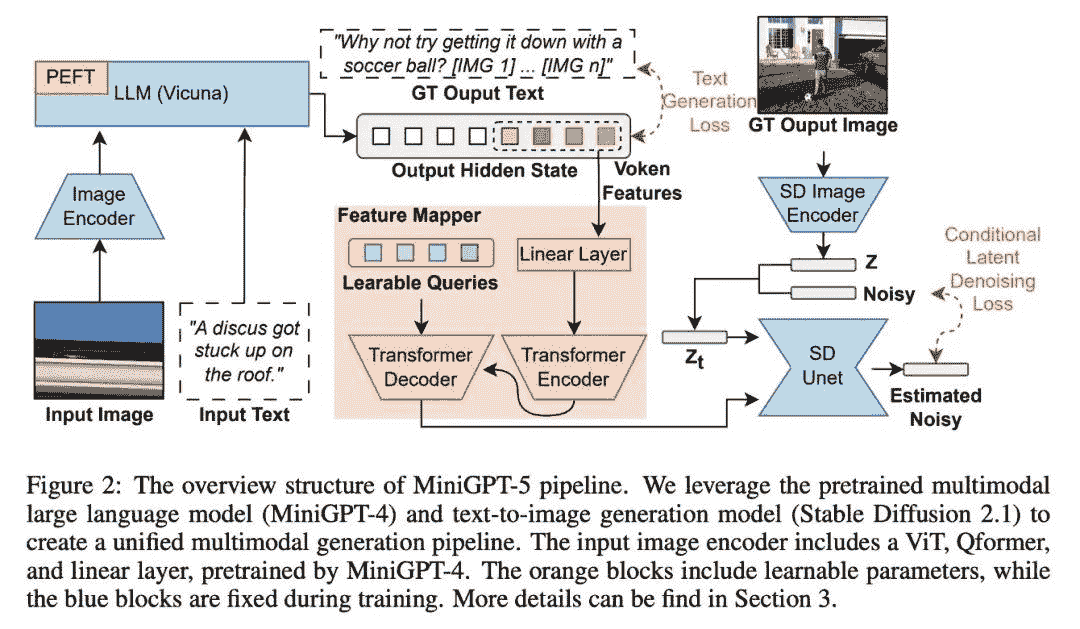 "Why not try getting it down with a
soccer ball? [IMG 1] ... [IMG n]"
GT Ouput Text
PEFT
LLM (Vicuna)
Text
Generation
Loss
GT Ouput Image
Output Hidden State
Voken
Features
Image
Encoder
SD Image
Encoder
Feature Mapper
Learable Queries
Linear Layer
Z
Noisy
Conditional
Latent
Denoising
Loss
"A discus got
stuck up on
the roof."
Input Image
Input Text
Transformer
Decoder
Transformer
Encoder
Zt
SD
Unet
Estimated
Noisy
Figure 2: The overview structure of MiniGPT-5 pipeline. We leverage the pretrained multimodal
large language model (MiniGPT-4) and text-to-image generation model (Stable Diffusion 2.1) to
create a unified multimodal generation pipeline. The input image encoder includes a ViT, Qformer,
and linear layer, pretrained by MiniGPT-4. The orange blocks include learnable parameters, while
the blue blocks are fixed during training. More details can be find in Section 3.